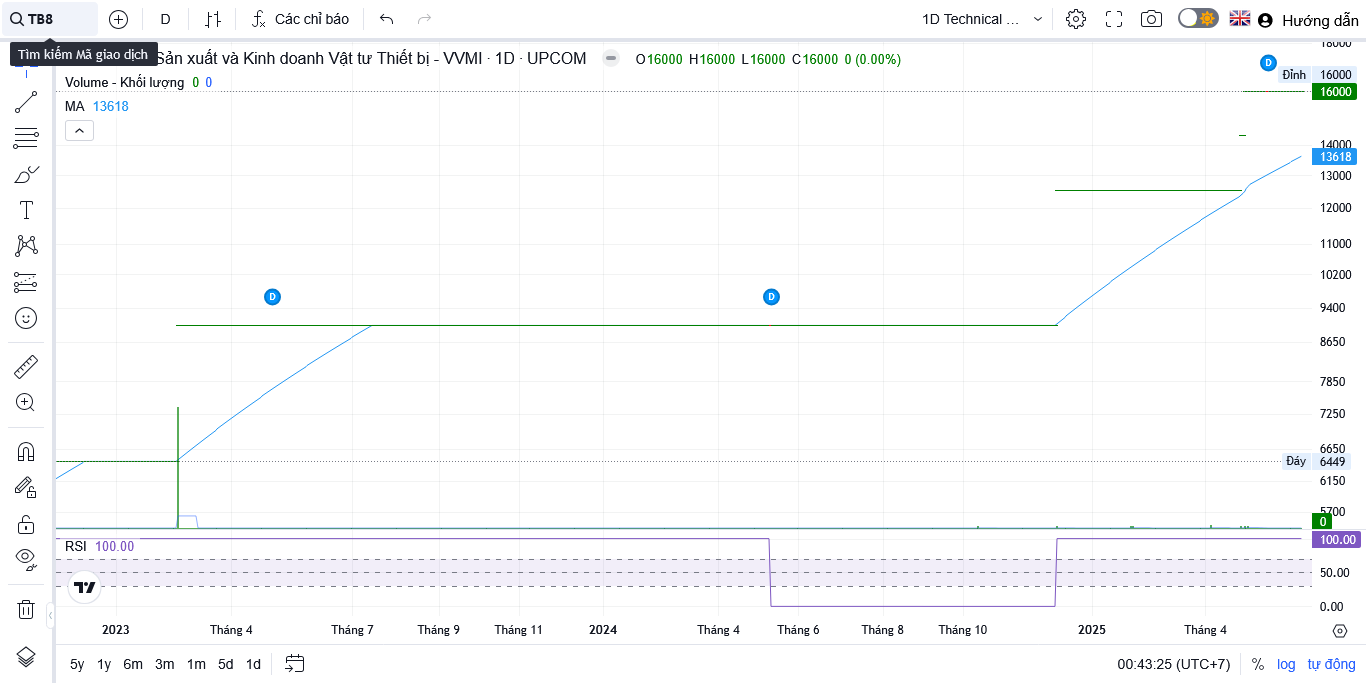 TB8
D
Các chỉ báo
1D Technical ...
Hướng dẫn
Tìm kiếm Mã giao dịch
Sản xuất và Kinh doanh Vật tư Thiết bị - VVMI · 1D · UPCOM
O16000 H16000 L16000 C16000 0 (0.00%)
Volume - Khối lượng 0 0
MA 13618
18000
D
Đỉnh 16000
16000
14000
13618
13000
12000
11000
10200
D
D
9400
8650
7850
7250
6650
Đáy 6449
6150
5700
0
RSI 100.00
100.00
50.00
0.00
2023 Tháng 4 Tháng 7 Tháng 9 Tháng 11 2024 Tháng 4 Tháng 6 Tháng 8 Tháng 10 2025 Tháng 4
5y 1y 6m 3m 1m 5d 1d
00:43:25 (UTC+7) % log tự động